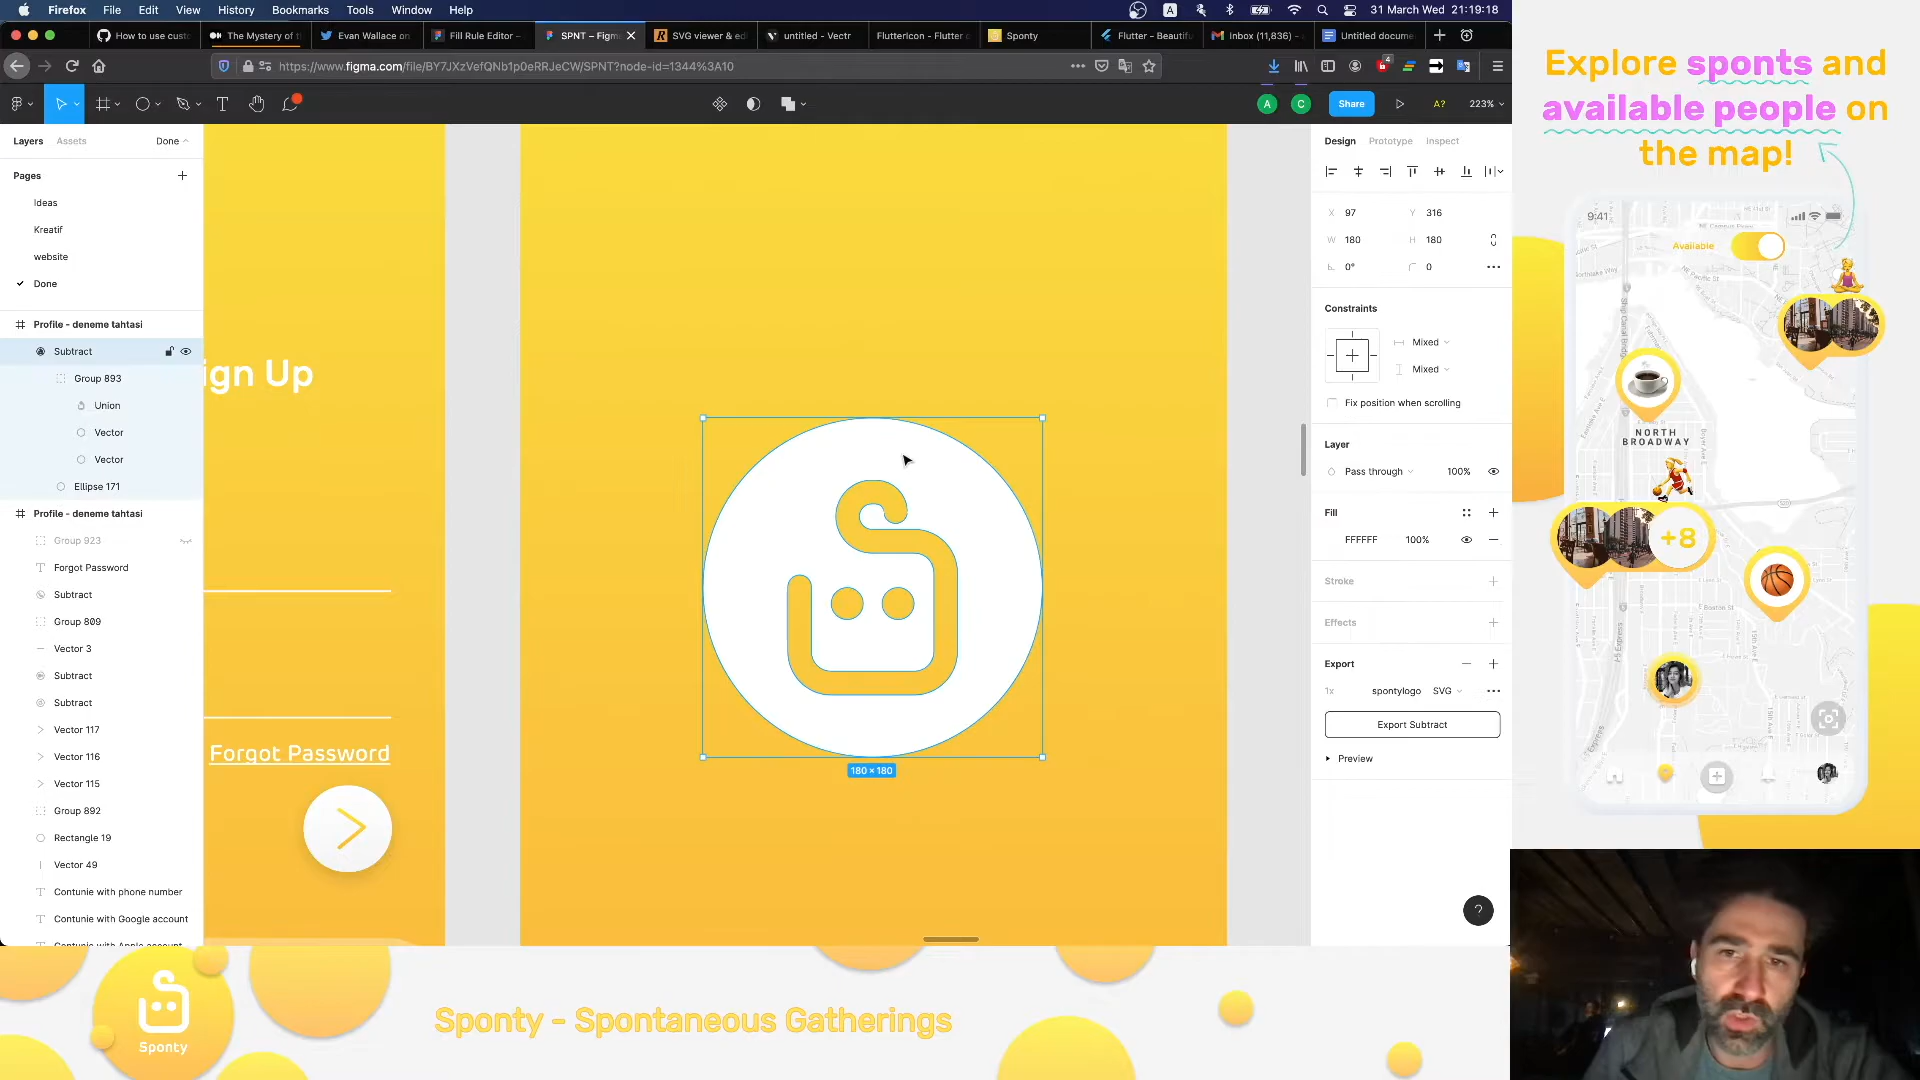 Firefox File Edit View History Bookmarks Tools Window Help
A
31 March Wed 21:19:18
How to use custo
The Mystery of th
Evan Wallace on
Fill Rule Editor –
SPNT – Figma
SVG viewer & edi
untitled - Vectr
FlutterIcon - Flutter c
Sponty
Flutter - Beautifu
Inbox (11,836) -
Untitled docume
https://www.figma.com/file/BY7JXzVefQNb1p0eRRJeCW/SPNT?node-id=1344%3A10
4
A
C
Share
A?
223%
Layers
Assets
Done
Pages
Ideas
Kreatif
website
Done
Profile - deneme tahtasi
Subtract
Group 893
Union
Vector
Vector
Ellipse 171
Profile - deneme tahtasi
Group 923
Forgot Password
Subtract
Group 809
Vector 3
Subtract
Subtract
Vector 117
Vector 116
Vector 115
Group 892
Rectangle 19
Vector 49
Contunie with phone number
Contunie with Google account
Contunie with Apple account
ign Up
Forgot Password
180 × 180
Design
Prototype
Inspect
X 97
Y 316
W 180
H 180
0°
0
Constraints
Mixed
Mixed
Fix position when scrolling
Layer
Pass through
100%
Fill
FFFFFF
100%
Stroke
Effects
Export
1x
spontylogo
SVG
Export Subtract
Preview
?
Explore sponts and
available people on
the map!
9:41
Available
NORTH
BROADWAY
+8
Sponty
Sponty - Spontaneous Gatherings